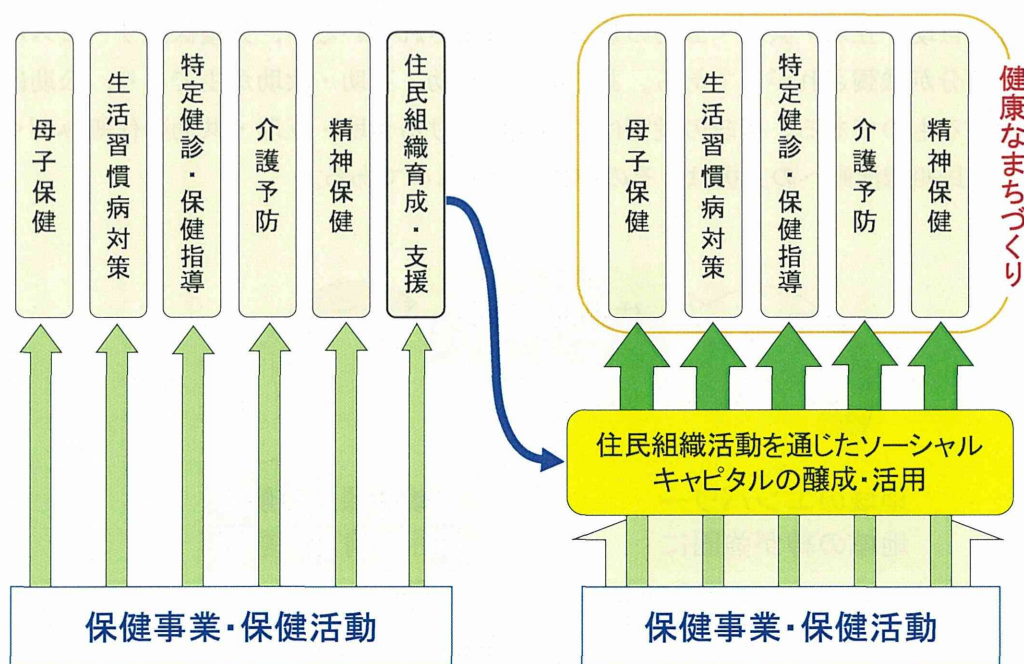 母子保健
生活習慣病対策
特定健診・保健指導
介護予防
精神保健
住民組織育成・支援
保健事業・保健活動
母子保健
生活習慣病対策
特定健診・保健指導
介護予防
精神保健
健康なまちづくり
住民組織活動を通じたソーシャル
キャピタルの醸成・活用
保健事業・保健活動